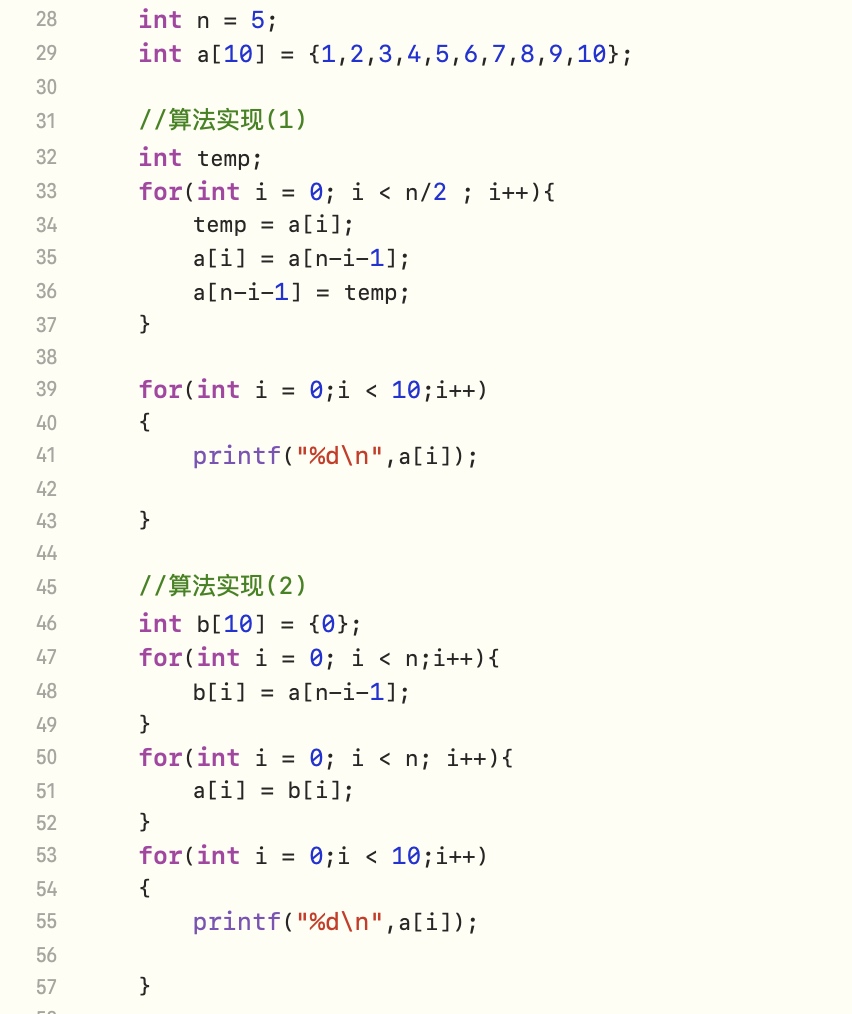 28 int n = 5;
29 int a[10] = {1,2,3,4,5,6,7,8,9,10};
30
31 //算法实现(1)
32 int temp;
33 for(int i = 0; i < n/2 ; i++){
34 temp = a[i];
35 a[i] = a[n-i-1];
36 a[n-i-1] = temp;
37 }
38
39 for(int i = 0;i < 10;i++)
40 {
41 printf("%d\n",a[i]);
42
43 }
44
45 //算法实现(2)
46 int b[10] = {0};
47 for(int i = 0; i < n;i++){
48 b[i] = a[n-i-1];
49 }
50 for(int i = 0; i < n; i++){
51 a[i] = b[i];
52 }
53 for(int i = 0;i < 10;i++)
54 {
55 printf("%d\n",a[i]);
56
57 }